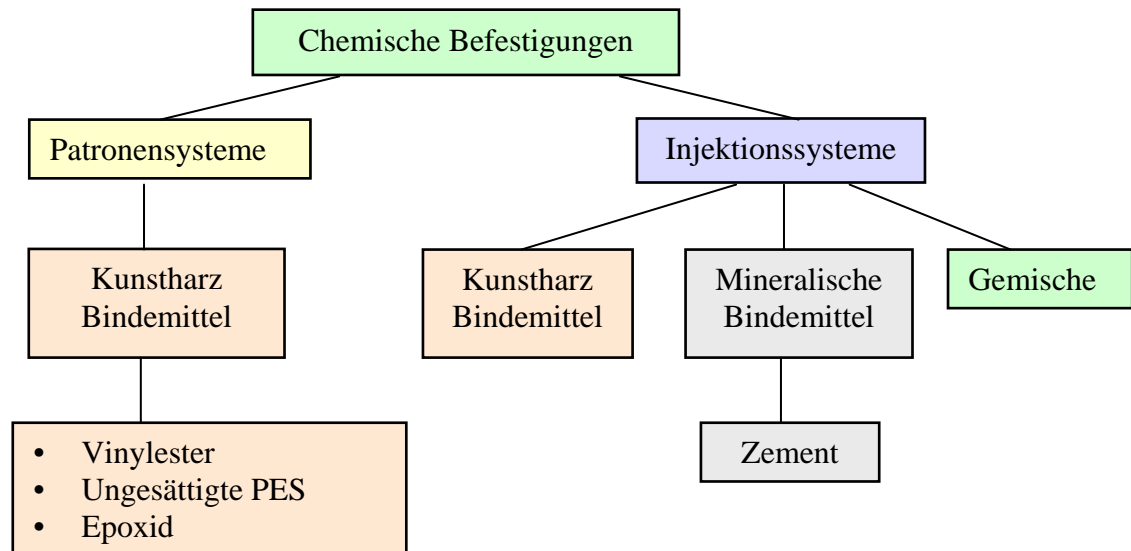 Chemische Befestigungen
Patronensysteme
Injektionssysteme
Kunstharz
Bindemittel
Kunstharz
Bindemittel
Mineralische
Bindemittel
Gemische
• Vinylester
• Ungesättigte PES
• Epoxid
Zement